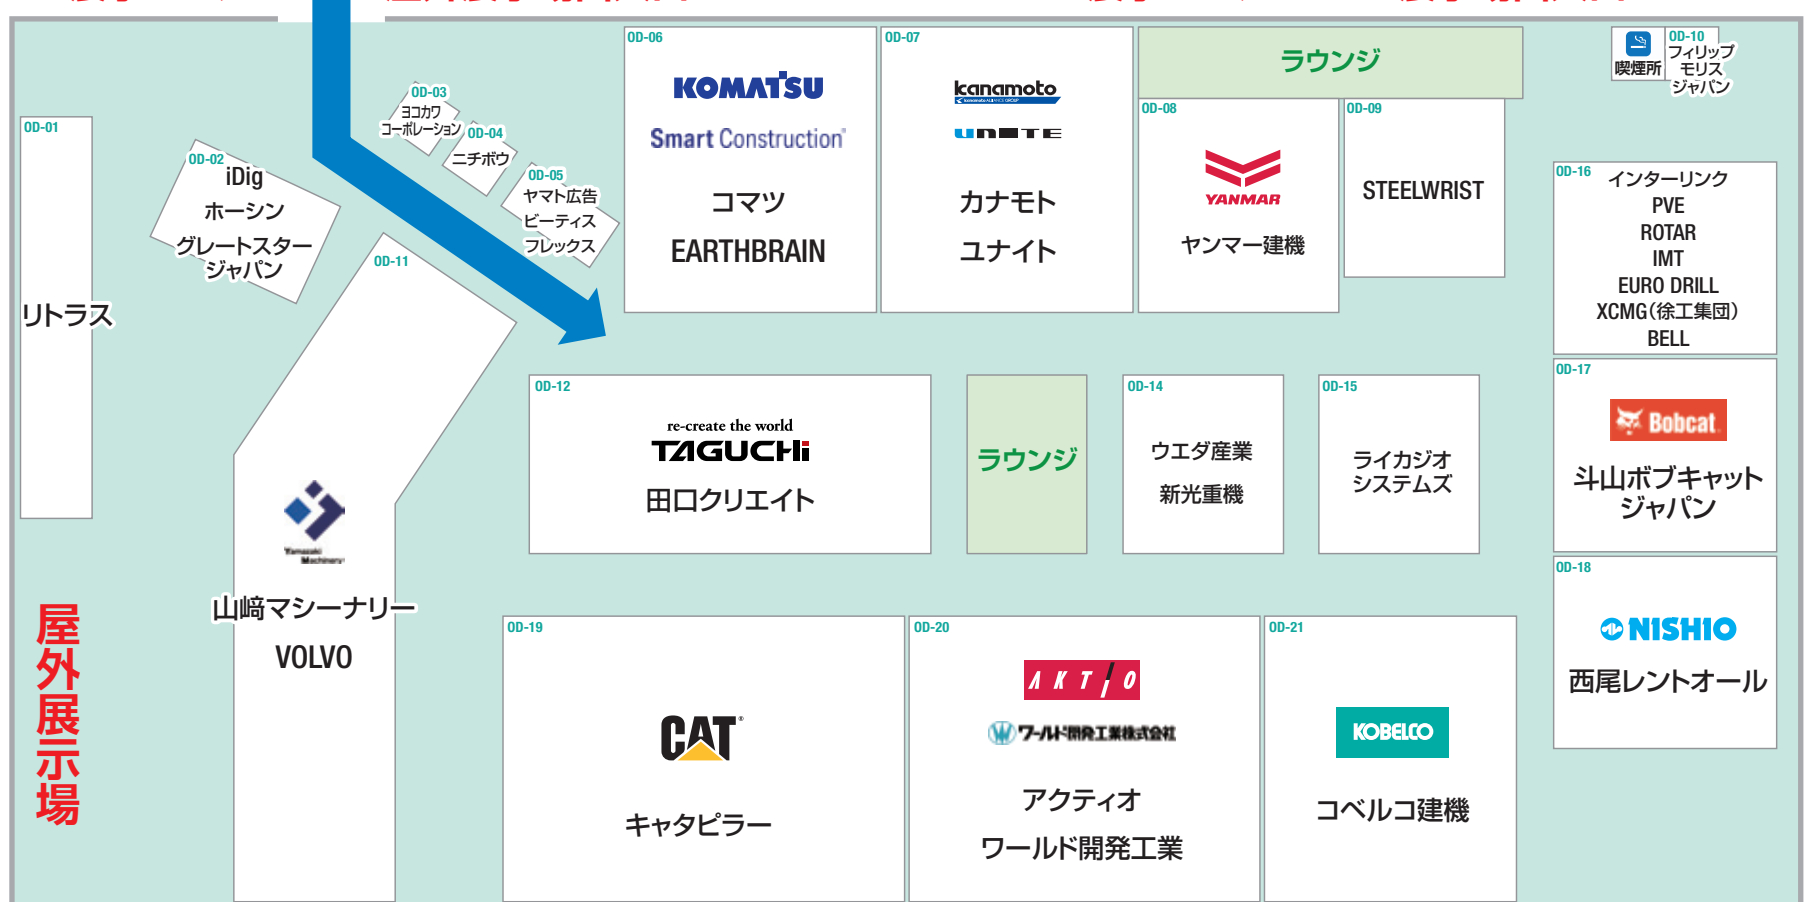 OD-01
リトラス
OD-02
iDig
ホーシン
グレートスター
ジャパン
OD-03
ヨコカワ
コーポレーション
OD-04
ニチボウ
OD-05
ヤマト広告
ビーティス
フレックス
OD-06
KOMATSU
Smart Construction
コマツ
EARTHBRAIN
OD-07
kanamoto
UNITE
カナモト
ユナイト
ラウンジ
OD-08
YANMAR
ヤンマー建機
OD-09
STEELWRIST
喫煙所
OD-10
フィリップ
モリス
ジャパン
OD-11
Yamazaki
Machinery
山﨑マシーナリー
VOLVO
OD-12
re-create the world
TAGUCHi
田口クリエイト
ラウンジ
OD-14
ウエダ産業
新光重機
OD-15
ライカジオ
システムズ
OD-16
インターリンク
PVE
ROTAR
IMT
EURO DRILL
XCMG(徐工集団)
BELL
OD-17
Bobcat
斗山ボブキャット
ジャパン
OD-18
NISHIO
西尾レントオール
OD-19
CAT
キャタピラー
OD-20
AKTIO
ワールド開発工業株式会社
アクティオ
ワールド開発工業
OD-21
KOBELCO
コベルコ建機
屋外展示場